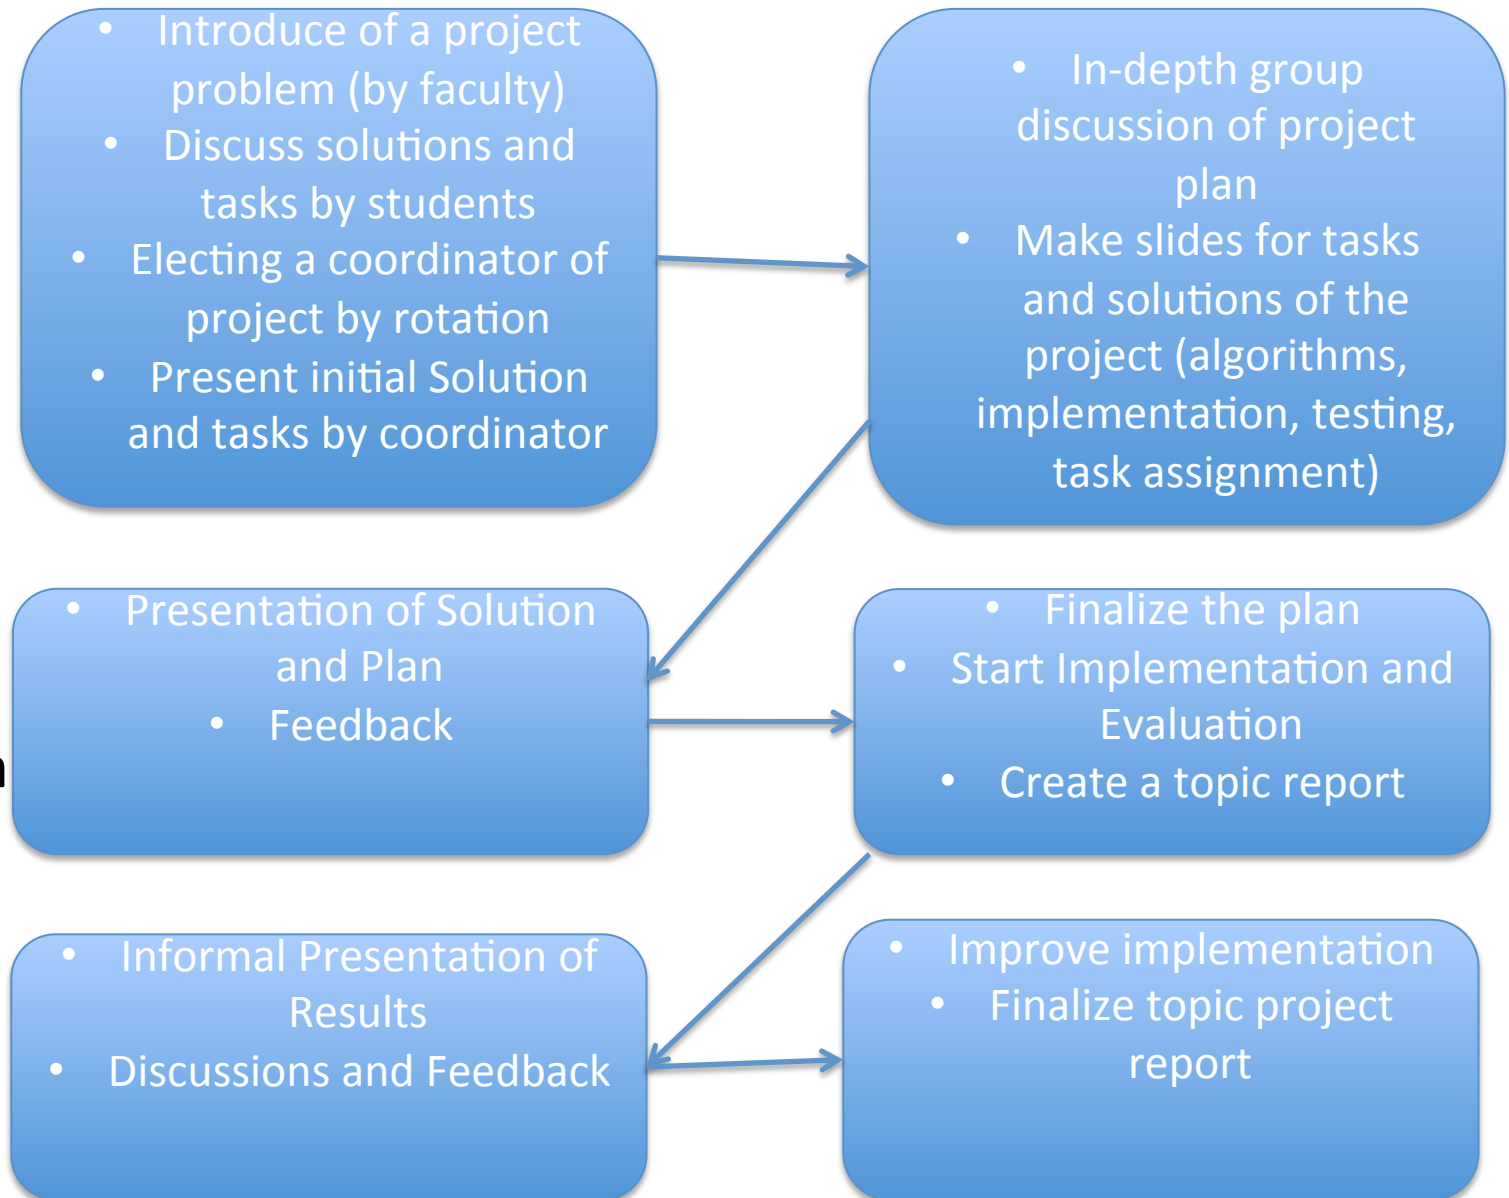 • Introduce of a project
problem (by faculty)
• Discuss solutions and
tasks by students
• Electing a coordinator of
project by rotation
• Present initial Solution
and tasks by coordinator
• In-depth group
discussion of project
plan
• Make slides for tasks
and solutions of the
project (algorithms,
implementation, testing,
task assignment)
• Presentation of Solution
and Plan
• Feedback
• Finalize the plan
• Start Implementation and
Evaluation
• Create a topic report
• Informal Presentation of
Results
• Discussions and Feedback
• Improve implementation
• Finalize topic project
report